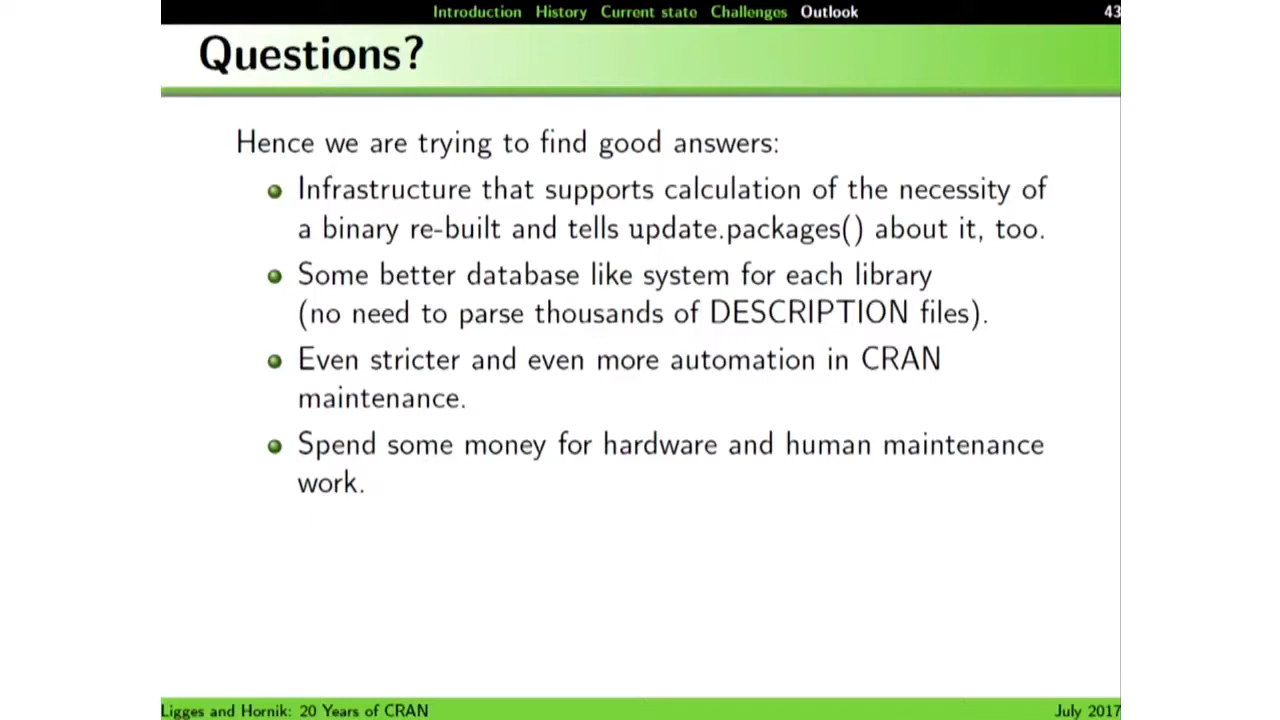 Introduction History Current state Challenges Outlook 43
Questions?
Hence we are trying to find good answers:
Infrastructure that supports calculation of the necessity of
a binary re-built and tells update.packages() about it, too.
Some better database like system for each library
(no need to parse thousands of DESCRIPTION files).
Even stricter and even more automation in CRAN
maintenance.
Spend some money for hardware and human maintenance
work.
Ligges and Hornik: 20 Years of CRAN July 2017